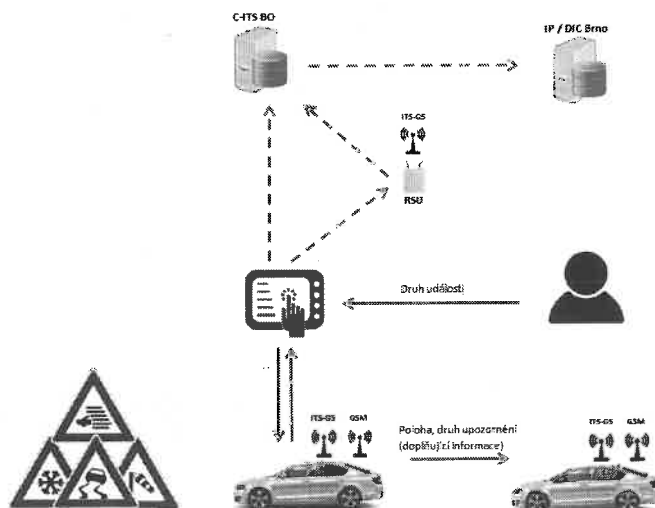 C-ITS BO
IP / DIC Brno
ITS-G5
RSU
Druh události
ITS-G5 GSM
Poloha, druh upozornění
(doplňující informace)
ITS-G5 GSM